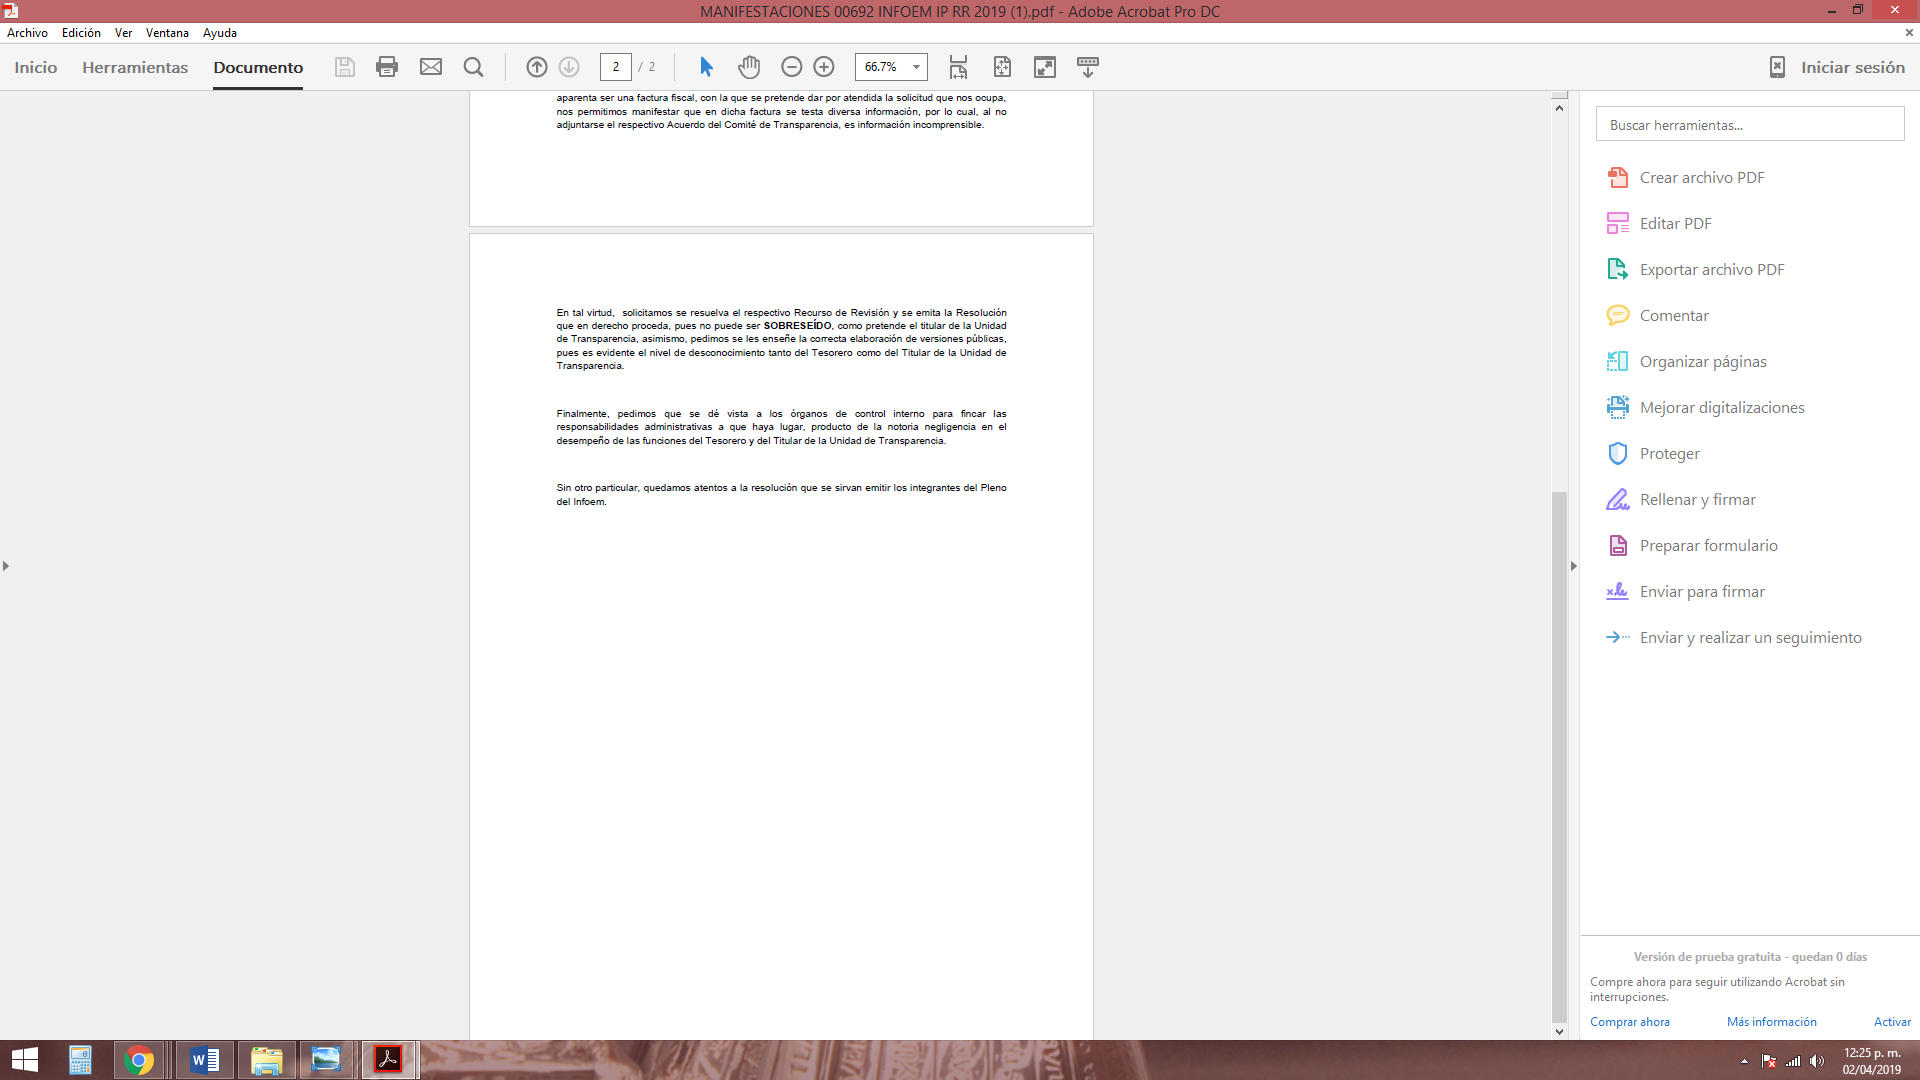 MANIFESTACIONES 00692 INFOEM IP RR 2019 (1).pdf - Adobe Acrobat Pro DC
Archivo Edición Ver Ventana Ayuda
Inicio Herramientas Documento 2 / 2 66.7% Iniciar sesión
aparenta ser una factura fiscal, con la que se pretende dar por atendida la solicitud que nos ocupa,
nos permitimos manifestar que en dicha factura se testa diversa información, por lo cual, al no
adjuntarse el respectivo Acuerdo del Comité de Transparencia, es información incomprensible.
En tal virtud, solicitamos se resuelva el respectivo Recurso de Revisión y se emita la Resolución
que en derecho proceda, pues no puede ser SOBRESEÍDO, como pretende el titular de la Unidad
de Transparencia, asimismo, pedimos se les enseñe la correcta elaboración de versiones públicas,
pues es evidente el nivel de desconocimiento tanto del Tesorero como del Titular de la Unidad de
Transparencia.
Finalmente, pedimos que se dé vista a los órganos de control interno para fincar las
responsabilidades administrativas a que haya lugar, producto de la notoria negligencia en el
desempeño de las funciones del Tesorero y del Titular de la Unidad de Transparencia.
Sin otro particular, quedamos atentos a la resolución que se sirvan emitir los integrantes del Pleno
del Infoem.
Buscar herramientas...
Crear archivo PDF
Editar PDF
Exportar archivo PDF
Comentar
Organizar páginas
Mejorar digitalizaciones
Proteger
Rellenar y firmar
Preparar formulario
Enviar para firmar
Enviar y realizar un seguimiento
Versión de prueba gratuita - quedan 0 días
Compre ahora para seguir utilizando Acrobat sin
interrupciones.
Comprar ahora Más información Activar
12:25 p. m.
02/04/2019